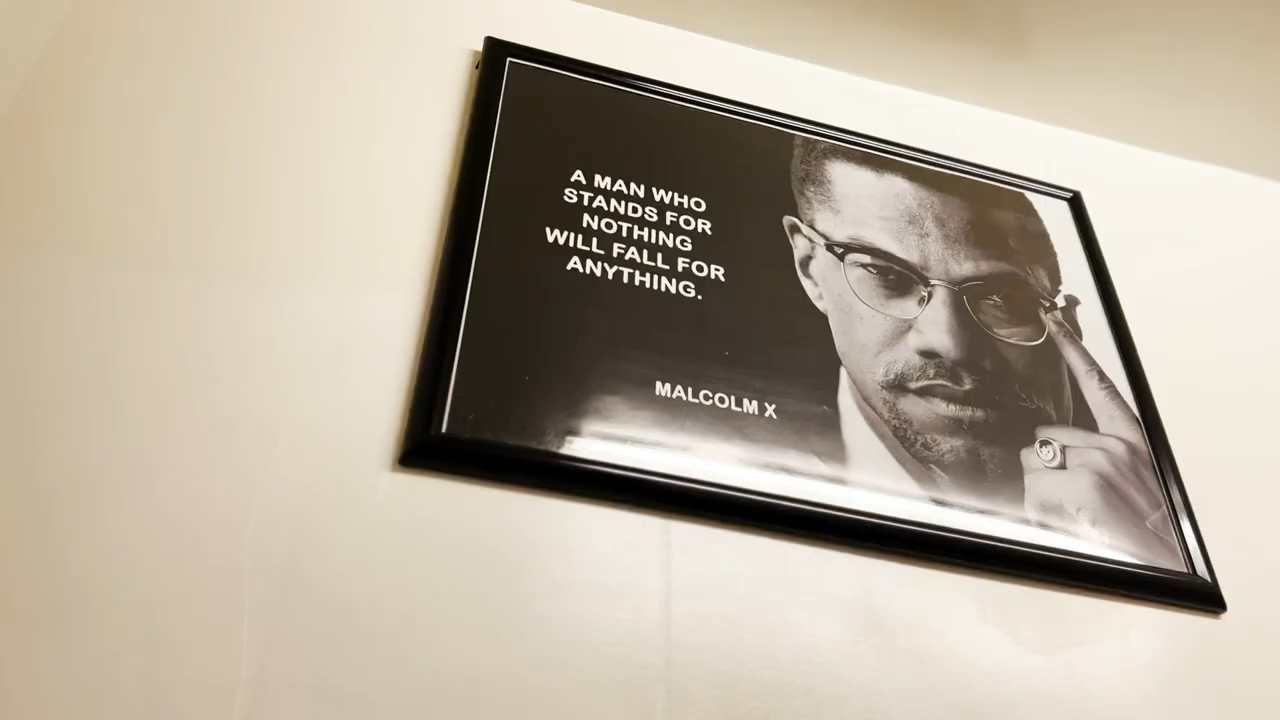 A MAN WHO
STANDS FOR
NOTHING
WILL FALL FOR
ANYTHING.
MALCOLM X